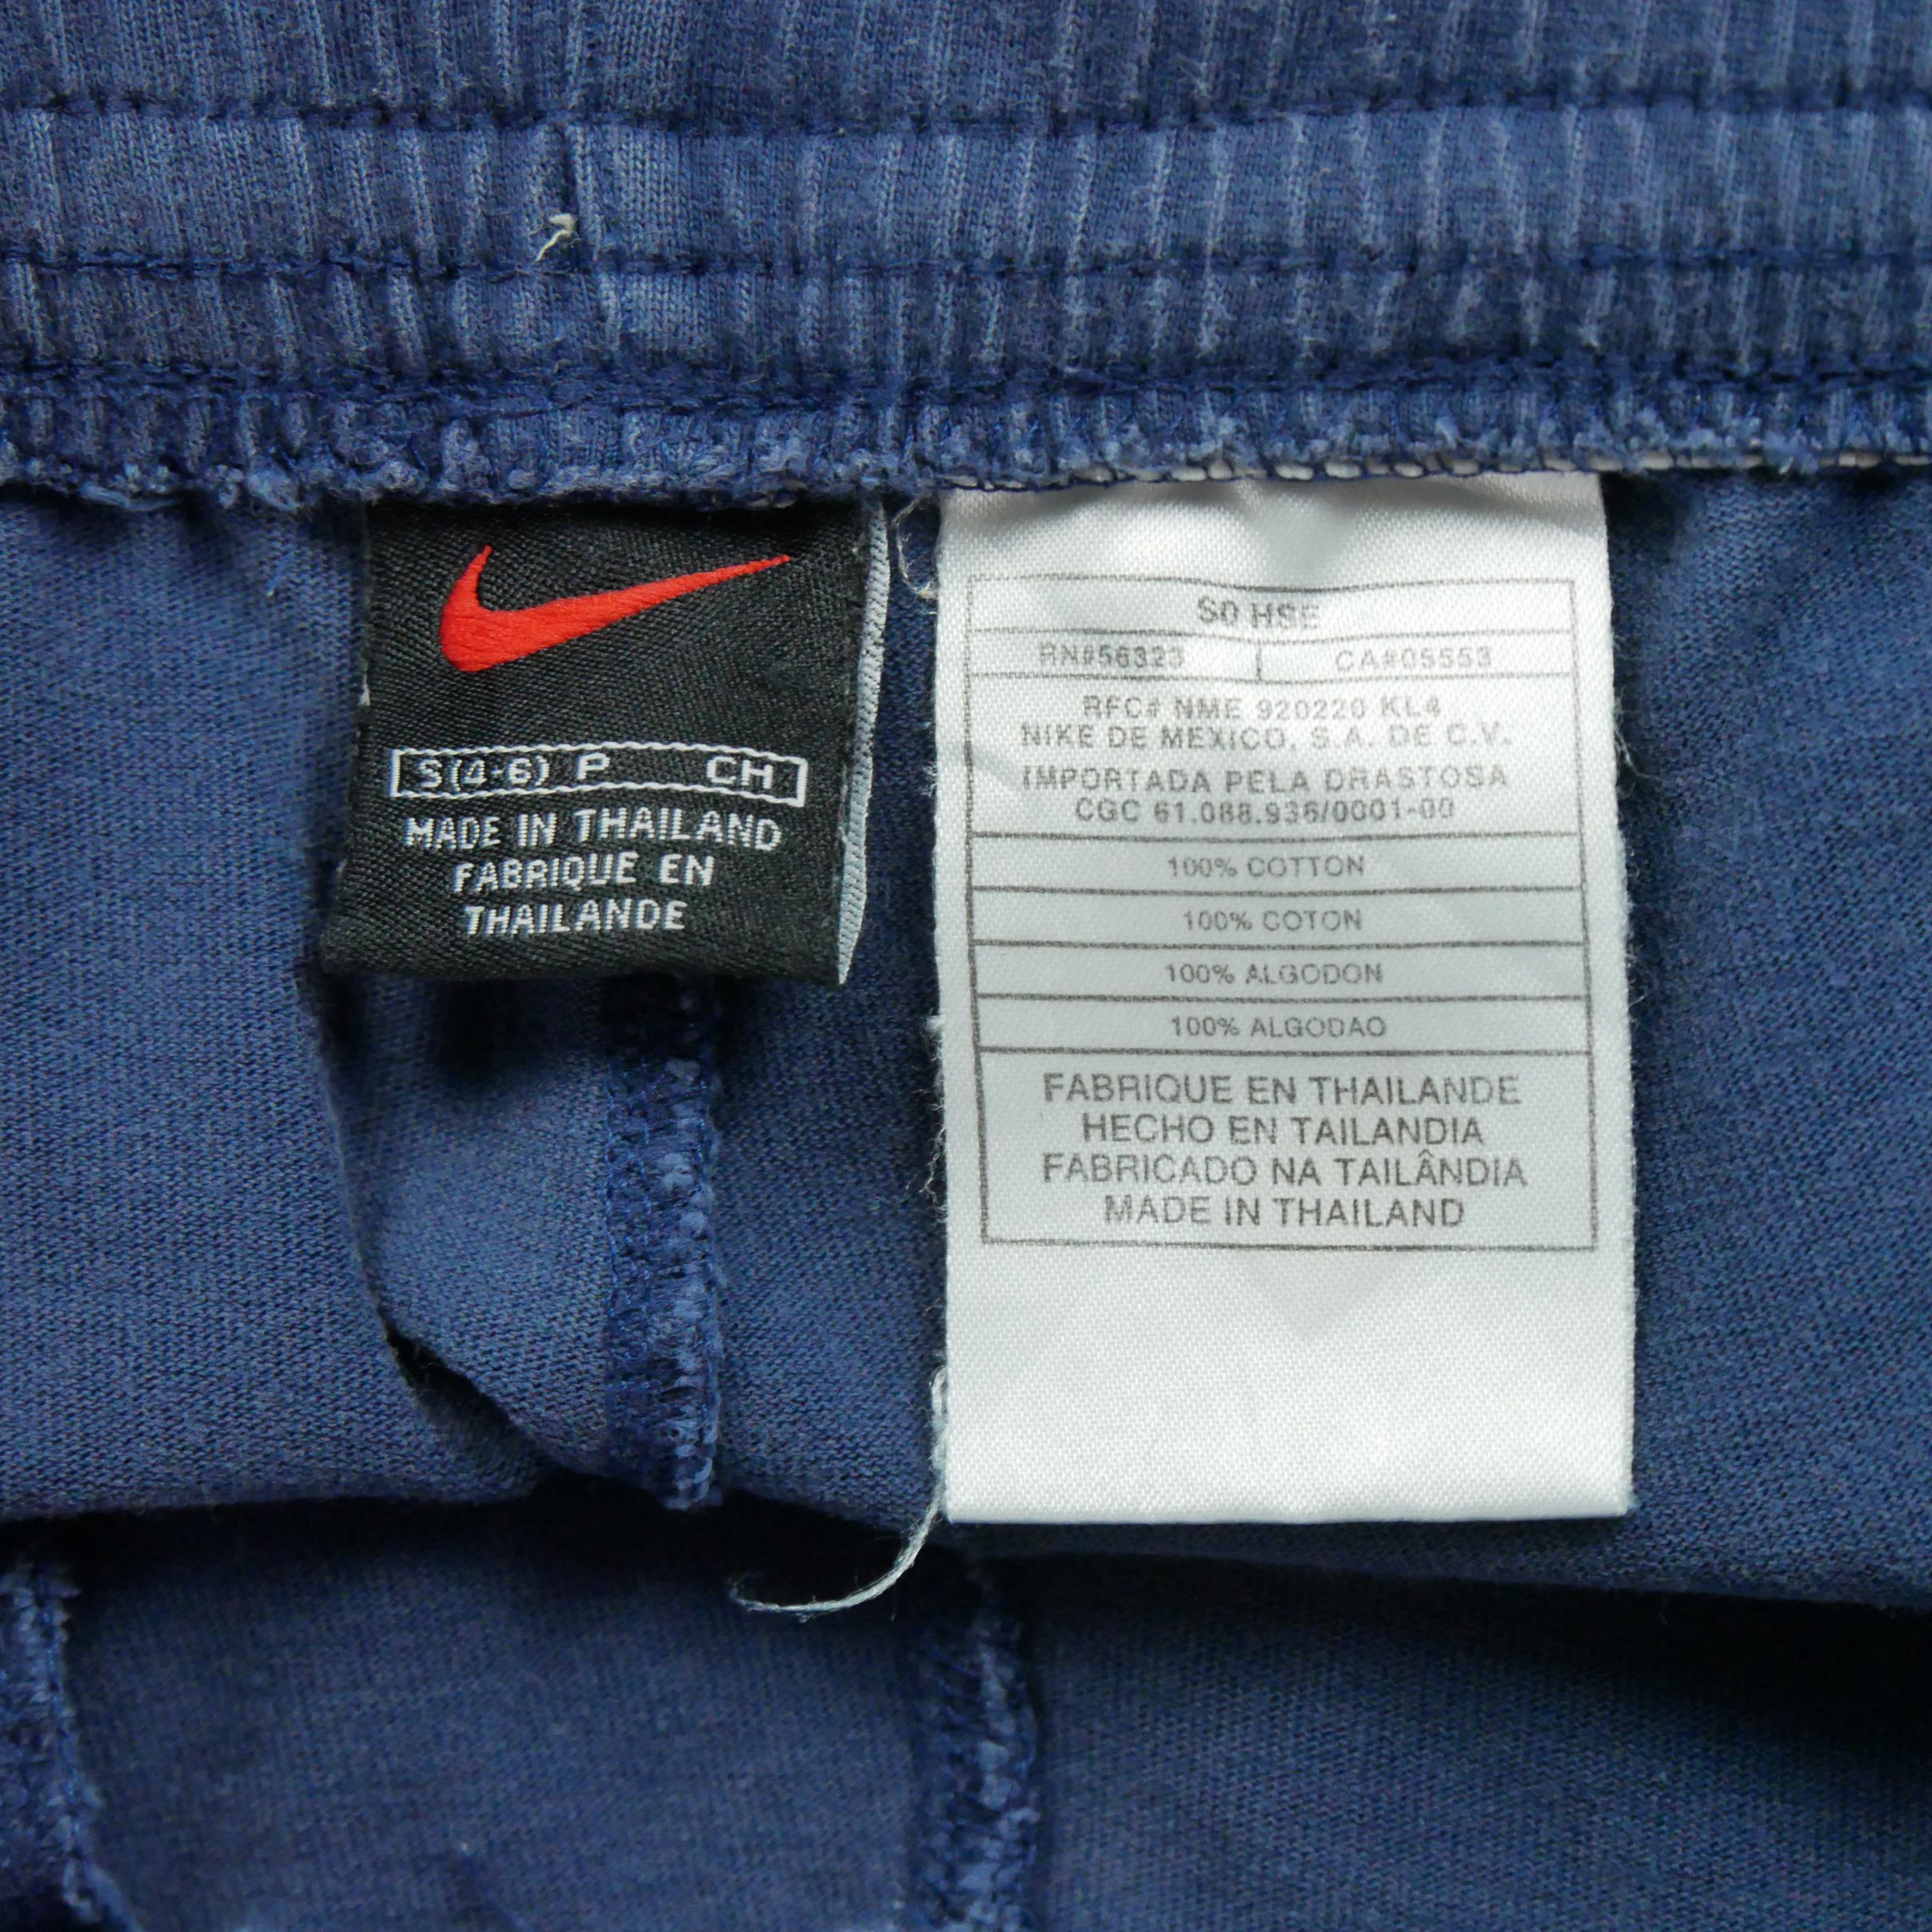 S(4-6) P CH
MADE IN THAILAND
FABRIQUE EN
THAILANDE
S0 HSE
RN#56323 CA#05553
RFC# NME 920220 KL4
NIKE DE MEXICO, S.A. DE C.V.
IMPORTADA PELA DRASTOSA
CGC 61.088.936/0001-00
100% COTTON
100% COTON
100% ALGODON
100% ALGODAO
FABRIQUE EN THAILANDE
HECHO EN TAILANDIA
FABRICADO NA TAILÂNDIA
MADE IN THAILAND